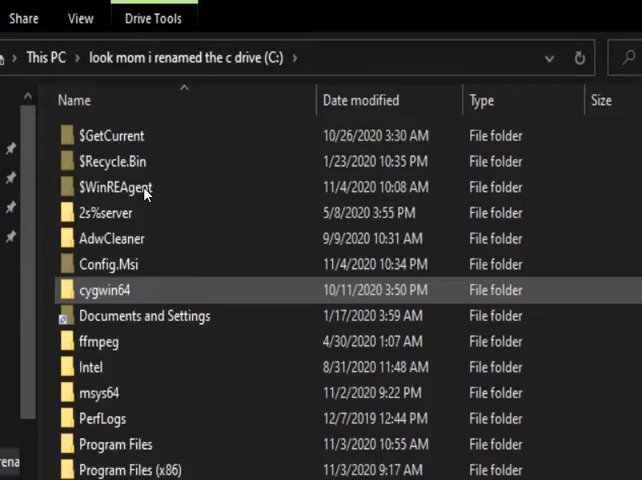 Share View Drive Tools
This PC › look mom i renamed the c drive (C:) ›
Name Date modified Type Size
$GetCurrent 10/26/2020 3:30 AM File folder
$Recycle.Bin 1/23/2020 10:35 PM File folder
$WinREAgent 11/4/2020 10:08 AM File folder
2s%server 5/8/2020 3:55 PM File folder
AdwCleaner 9/9/2020 10:31 AM File folder
Config.Msi 11/4/2020 10:34 PM File folder
cygwin64 10/11/2020 3:50 PM File folder
Documents and Settings 1/17/2020 3:59 AM File folder
ffmpeg 4/30/2020 1:07 AM File folder
Intel 8/31/2020 11:48 AM File folder
msys64 11/2/2020 9:22 PM File folder
PerfLogs 12/7/2019 12:44 PM File folder
Program Files 11/3/2020 10:55 AM File folder
Program Files (x86) 11/3/2020 9:17 AM File folder